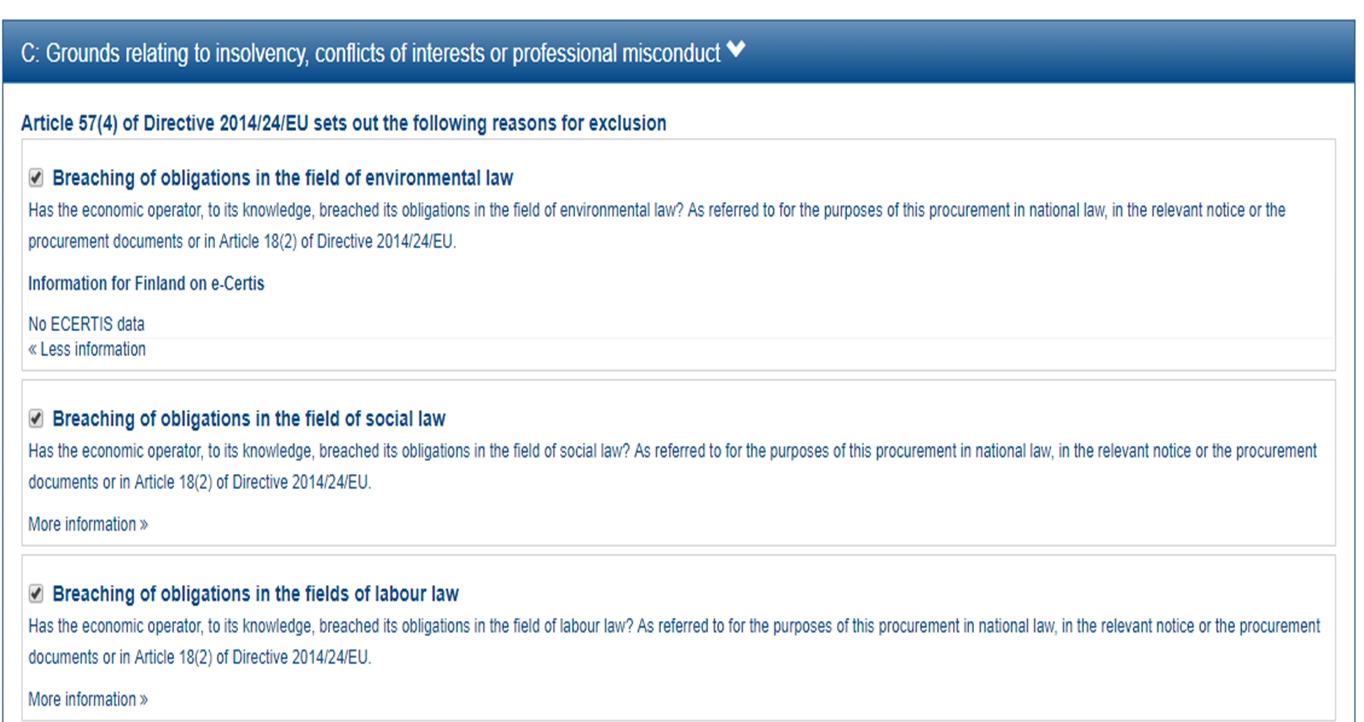 C: Grounds relating to insolvency, conflicts of interests or professional misconduct
Article 57(4) of Directive 2014/24/EU sets out the following reasons for exclusion
Breaching of obligations in the field of environmental law
Has the economic operator, to its knowledge, breached its obligations in the field of environmental law? As referred to for the purposes of this procurement in national law, in the relevant notice or the
procurement documents or in Article 18(2) of Directive 2014/24/EU.
Information for Finland on e-Certis
No ECERTIS data
« Less information
Breaching of obligations in the field of social law
Has the economic operator, to its knowledge, breached its obligations in the field of social law? As referred to for the purposes of this procurement in national law, in the relevant notice or the procurement
documents or in Article 18(2) of Directive 2014/24/EU.
More information »
Breaching of obligations in the fields of labour law
Has the economic operator, to its knowledge, breached its obligations in the field of labour law? As referred to for the purposes of this procurement in national law, in the relevant notice or the procurement
documents or in Article 18(2) of Directive 2014/24/EU.
More information »